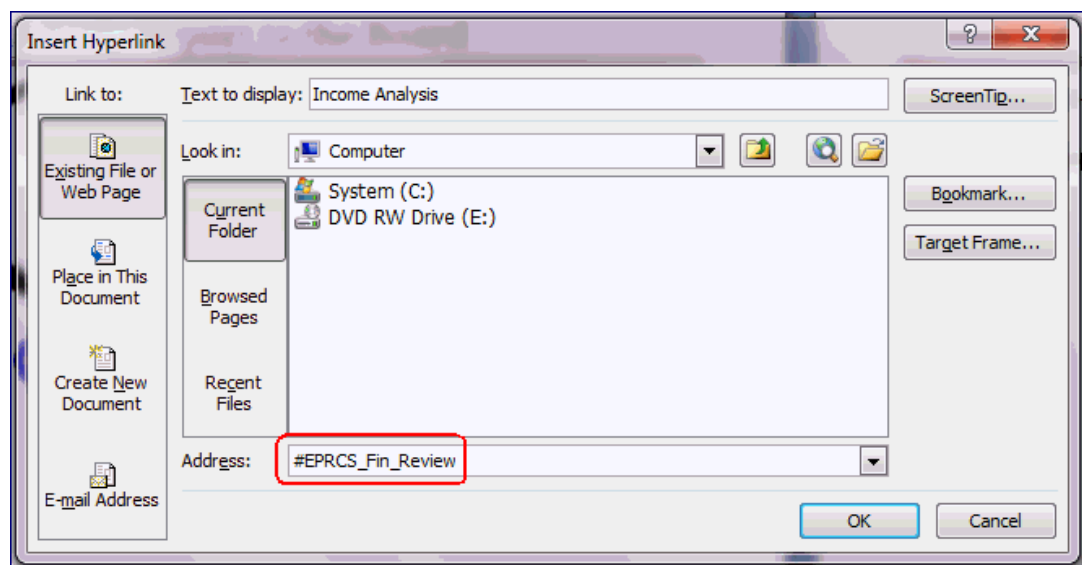 Insert Hyperlink
Link to:
Text to display: Income Analysis
ScreenTip...
Existing File or
Web Page
Look in: Computer
Current
Folder
System (C:)
DVD RW Drive (E:)
Bookmark...
Target Frame...
Place in This
Document
Browsed
Pages
Create New
Document
Recent
Files
Address: #EPRCS_Fin_Review
E-mail Address
OK
Cancel